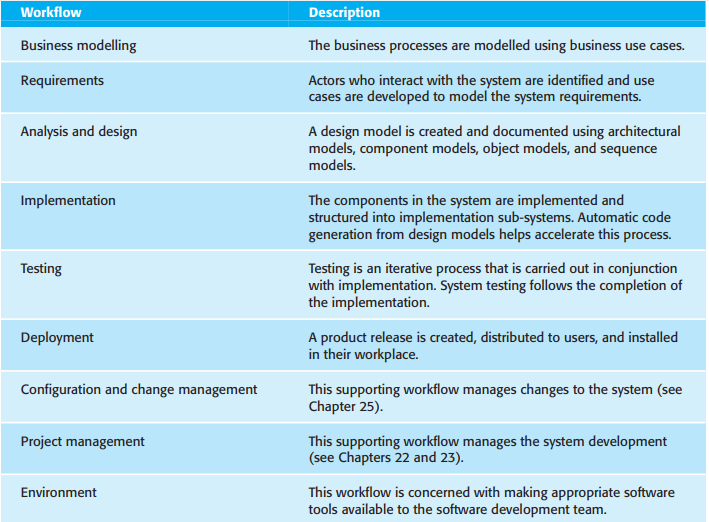 Workflow Description
Business modelling The business processes are modelled using business use cases.
Requirements Actors who interact with the system are identified and use
cases are developed to model the system requirements.
Analysis and design A design model is created and documented using architectural
models, component models, object models, and sequence
models.
Implementation The components in the system are implemented and
structured into implementation sub-systems. Automatic code
generation from design models helps accelerate this process.
Testing Testing is an iterative process that is carried out in conjunction
with implementation. System testing follows the completion of
the implementation.
Deployment A product release is created, distributed to users, and installed
in their workplace.
Configuration and change management This supporting workflow manages changes to the system (see
Chapter 25).
Project management This supporting workflow manages the system development
(see Chapters 22 and 23).
Environment This workflow is concerned with making appropriate software
tools available to the software development team.